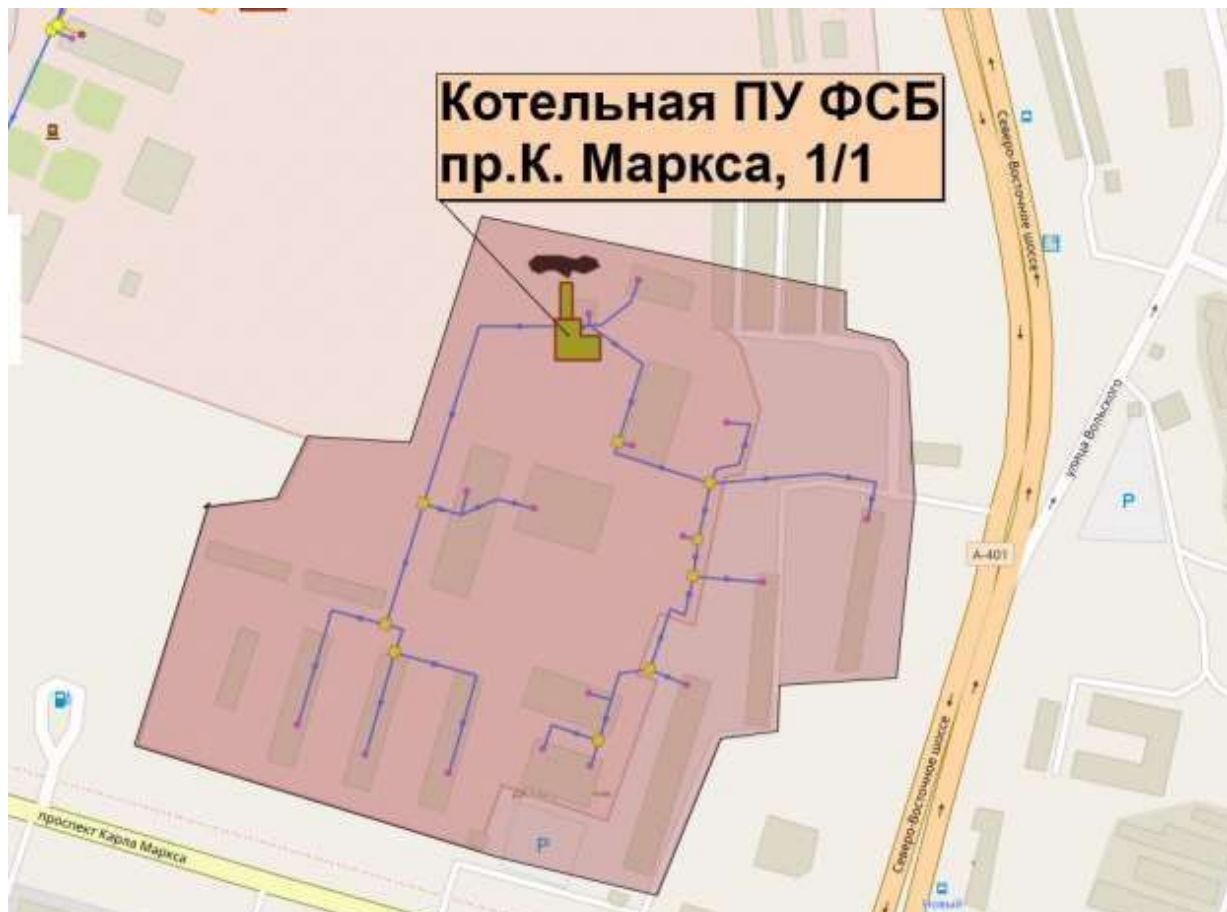 Котельная ПУ ФСБ
пр.К. Маркса, 1/1
Северо-Восточное шоссе
улица Вольского
P
А-401
Северо-Восточное шоссе
проспект Карла Маркса
P
Новый